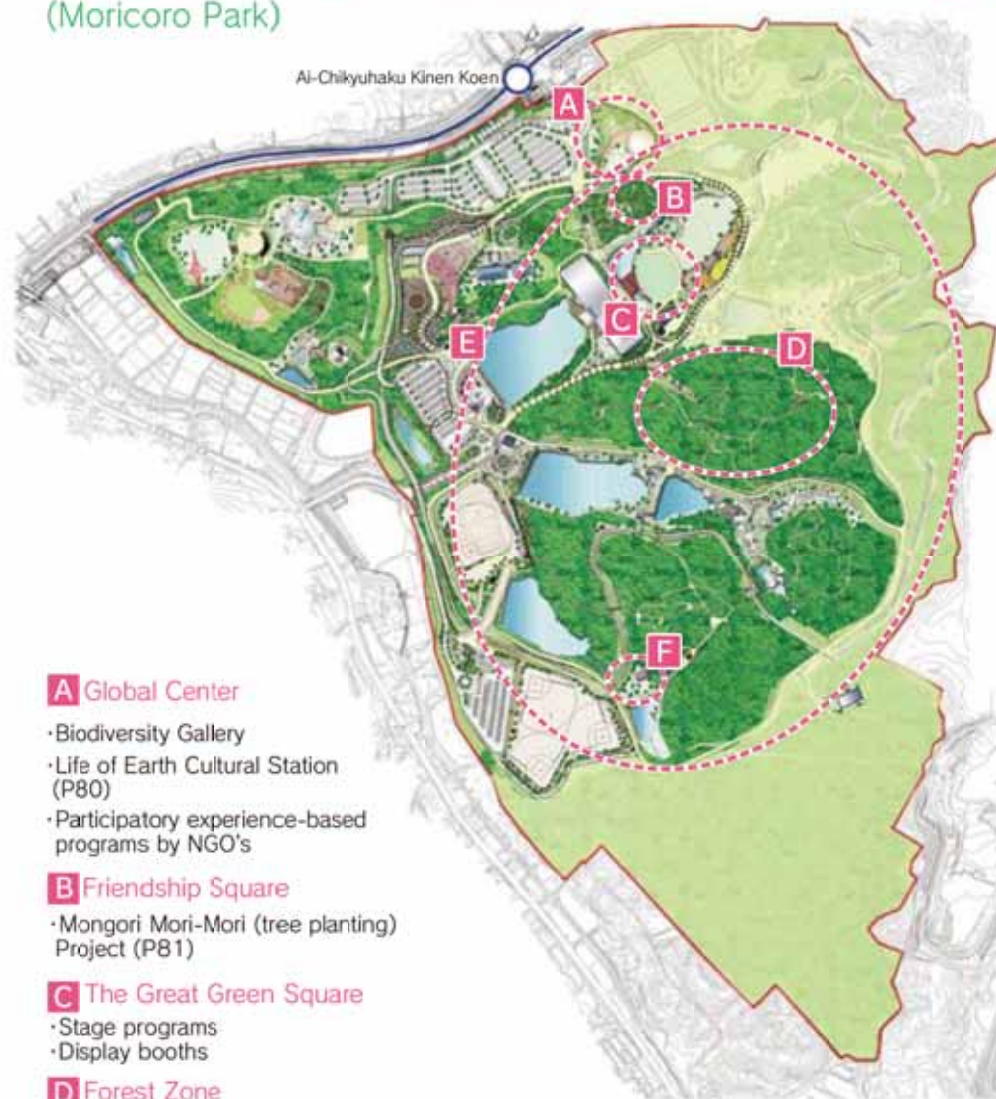 (Moricoro Park)
Ai-Chikyuhaku Kinen Koen
A
B
C
E
D
F
A Global Center
·Biodiversity Gallery
·Life of Earth Cultural Station
(P80)
·Participatory experience-based
programs by NGO's
B Friendship Square
·Mongori Mori-Mori (tree planting)
Project (P81)
C The Great Green Square
·Stage programs
·Display booths
D Forest Zone